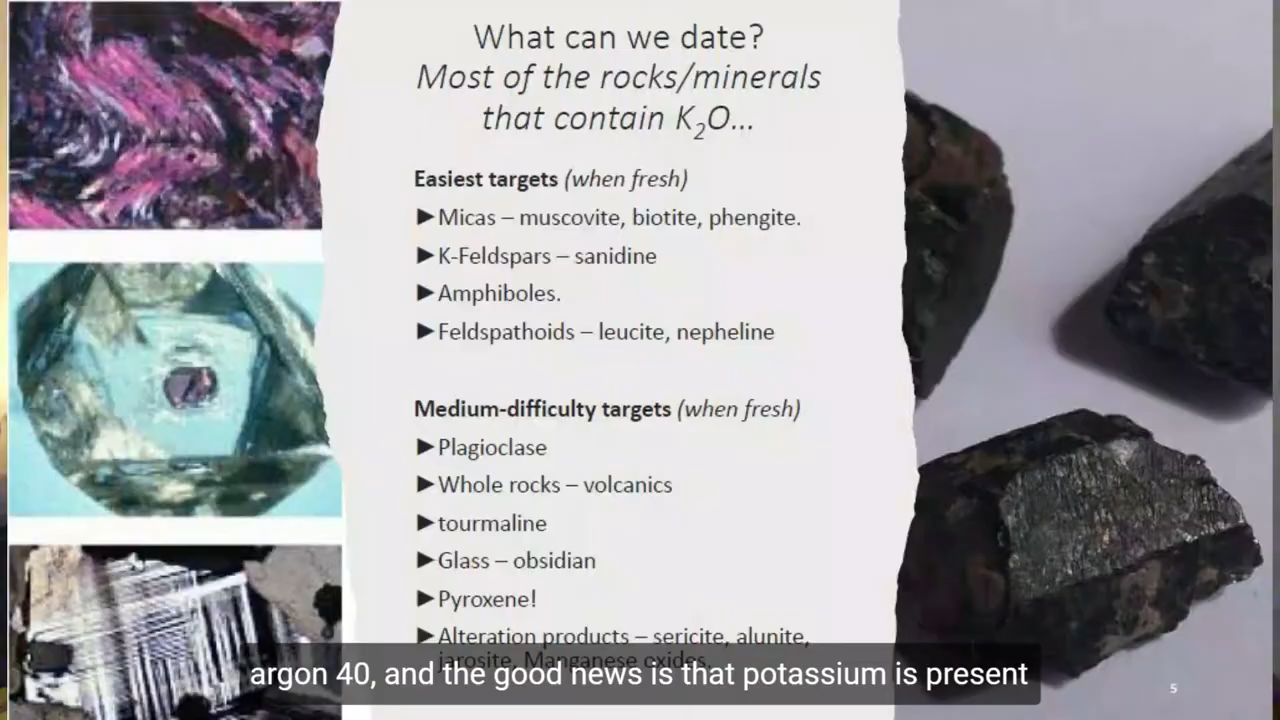 What can we date?
Most of the rocks/minerals
that contain K₂O...
Easiest targets (when fresh)
►Micas – muscovite, biotite, phengite.
►K-Feldspars – sanidine
►Amphiboles.
►Feldspathoids – leucite, nepheline
Medium-difficulty targets (when fresh)
►Plagioclase
►Whole rocks – volcanics
►tourmaline
►Glass – obsidian
►Pyroxene!
►Alteration products – sericite, alunite,
jarosite, Manganese oxides.
argon 40, and the good news is that potassium is present
5